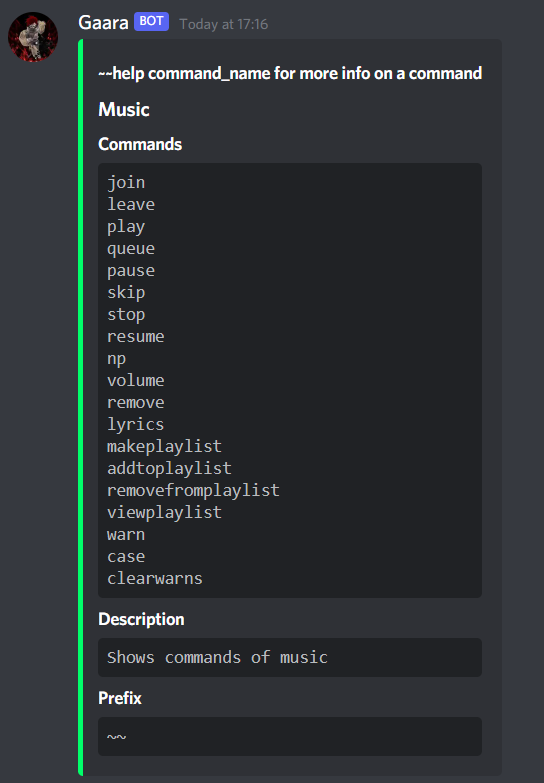 Gaara BOT Today at 17:16
~~help command_name for more info on a command
Music
Commands
join
leave
play
queue
pause
skip
stop
resume
np
volume
remove
lyrics
makeplaylist
addtoplaylist
removefromplaylist
viewplaylist
warn
case
clearwarns
Description
Shows commands of music
Prefix
~~